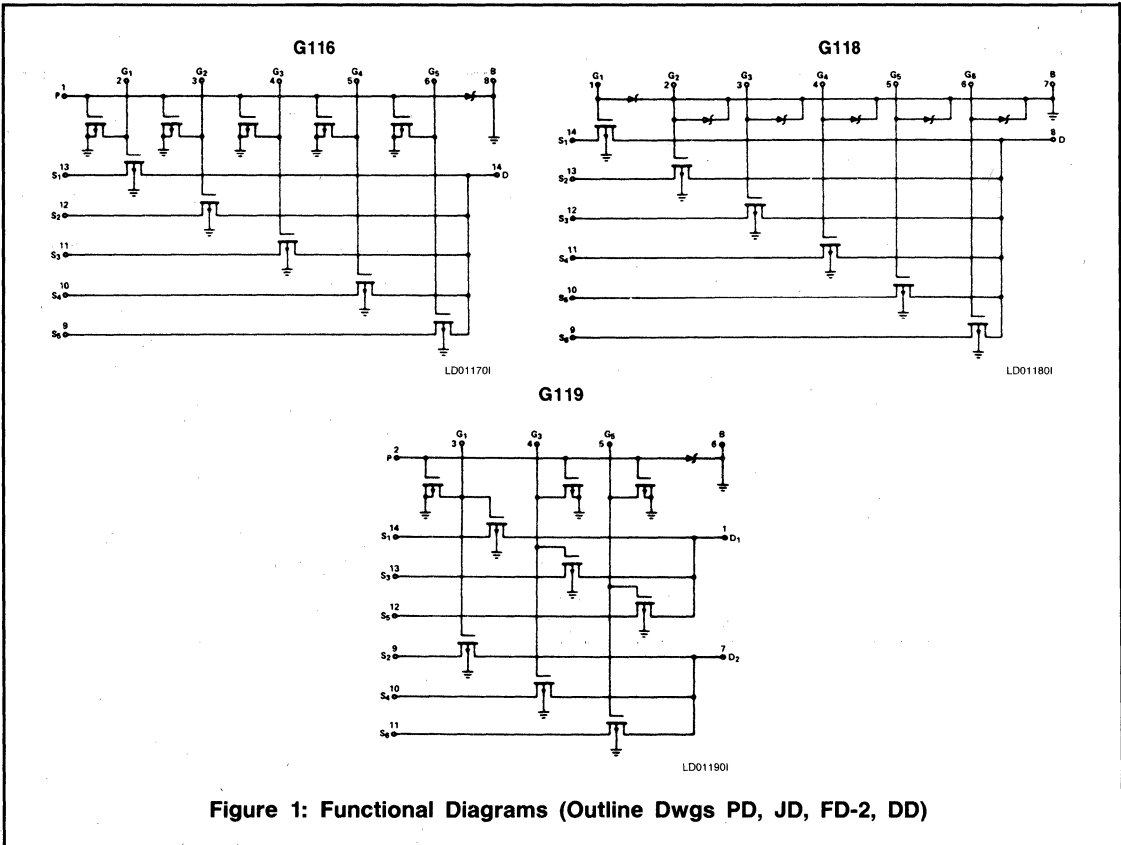 G116
G1 G2 G3 G4 G5 B
1 2 3 4 5 6 8
P
13 S1 14 D
12 S2
11 S3
10 S4
9 S5
LD01170I
G118
G1 G2 G3 G4 G5 G6 B
1 2 3 4 5 6 7
14 S1 8 D
13 S2
12 S3
11 S4
10 S5
9 S6
LD01180I
G119
G1 G3 G5 B
2 3 4 5 6
P
14 S1 1 D1
13 S3
12 S5
9 S2 7 D2
10 S4
11 S6
LD01190I
Figure 1: Functional Diagrams (Outline Dwgs PD, JD, FD-2, DD)